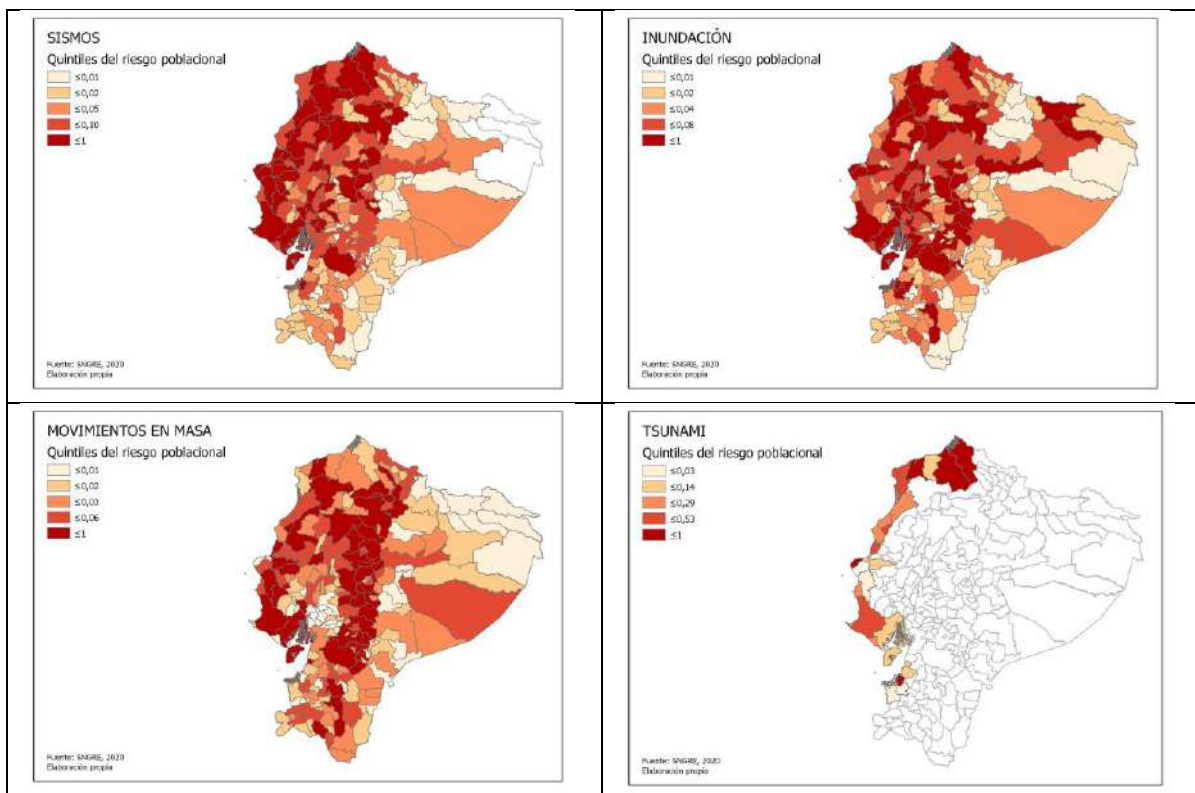 SISMOS
Quintiles del riesgo poblacional
≤0,01
≤0,02
≤0,05
≤0,10
≤1
Fuente: SNGRE, 2020
Elaboración propia
INUNDACIÓN
Quintiles del riesgo poblacional
≤0,01
≤0,02
≤0,04
≤0,08
≤1
Fuente: SNGRE, 2020
Elaboración propia
MOVIMIENTOS EN MASA
Quintiles del riesgo poblacional
≤0,01
≤0,02
≤0,03
≤0,06
≤1
Fuente: SNGRE, 2020
Elaboración propia
TSUNAMI
Quintiles del riesgo poblacional
≤0,03
≤0,14
≤0,29
≤0,53
≤1
Fuente: SNGRE, 2020
Elaboración propio